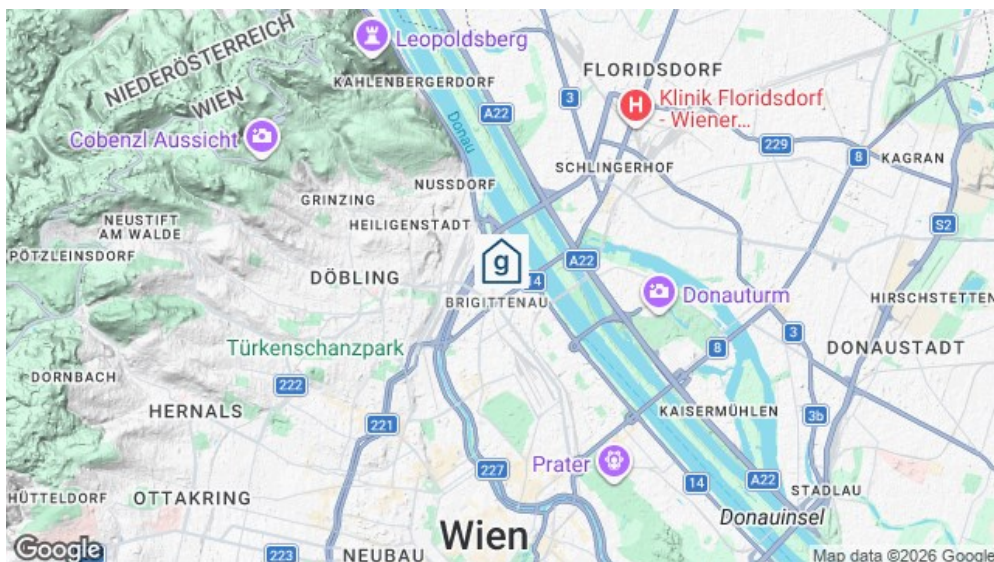 NIEDERÖSTERREICH
WIEN
Leopoldsberg
KAHLENBERGERDORF
FLORIDSDORF
3
A22
Klinik Floridsdorf
- Wiener...
Donau
Cobenzl Aussicht
229
8
KAGRAN
SCHLINGERHOF
NUSSDORF
GRINZING
NEUSTIFT
AM WALDE
HEILIGENSTADT
S2
PÖTZLEINSDORF
DÖBLING
g
14
A22
BRIGITTENAU
Donauturm
HIRSCHSTETTEN
3
Türkenschanzpark
8
DONAUSTADT
DORNBACH
222
HERNALS
221
KAISERMÜHLEN
3b
227
Prater
14
A22
STADLAU
HÜTTELDORF
OTTAKRING
Donauinsel
Wien
Google
223
NEUBAU
Map data ©2026 Google